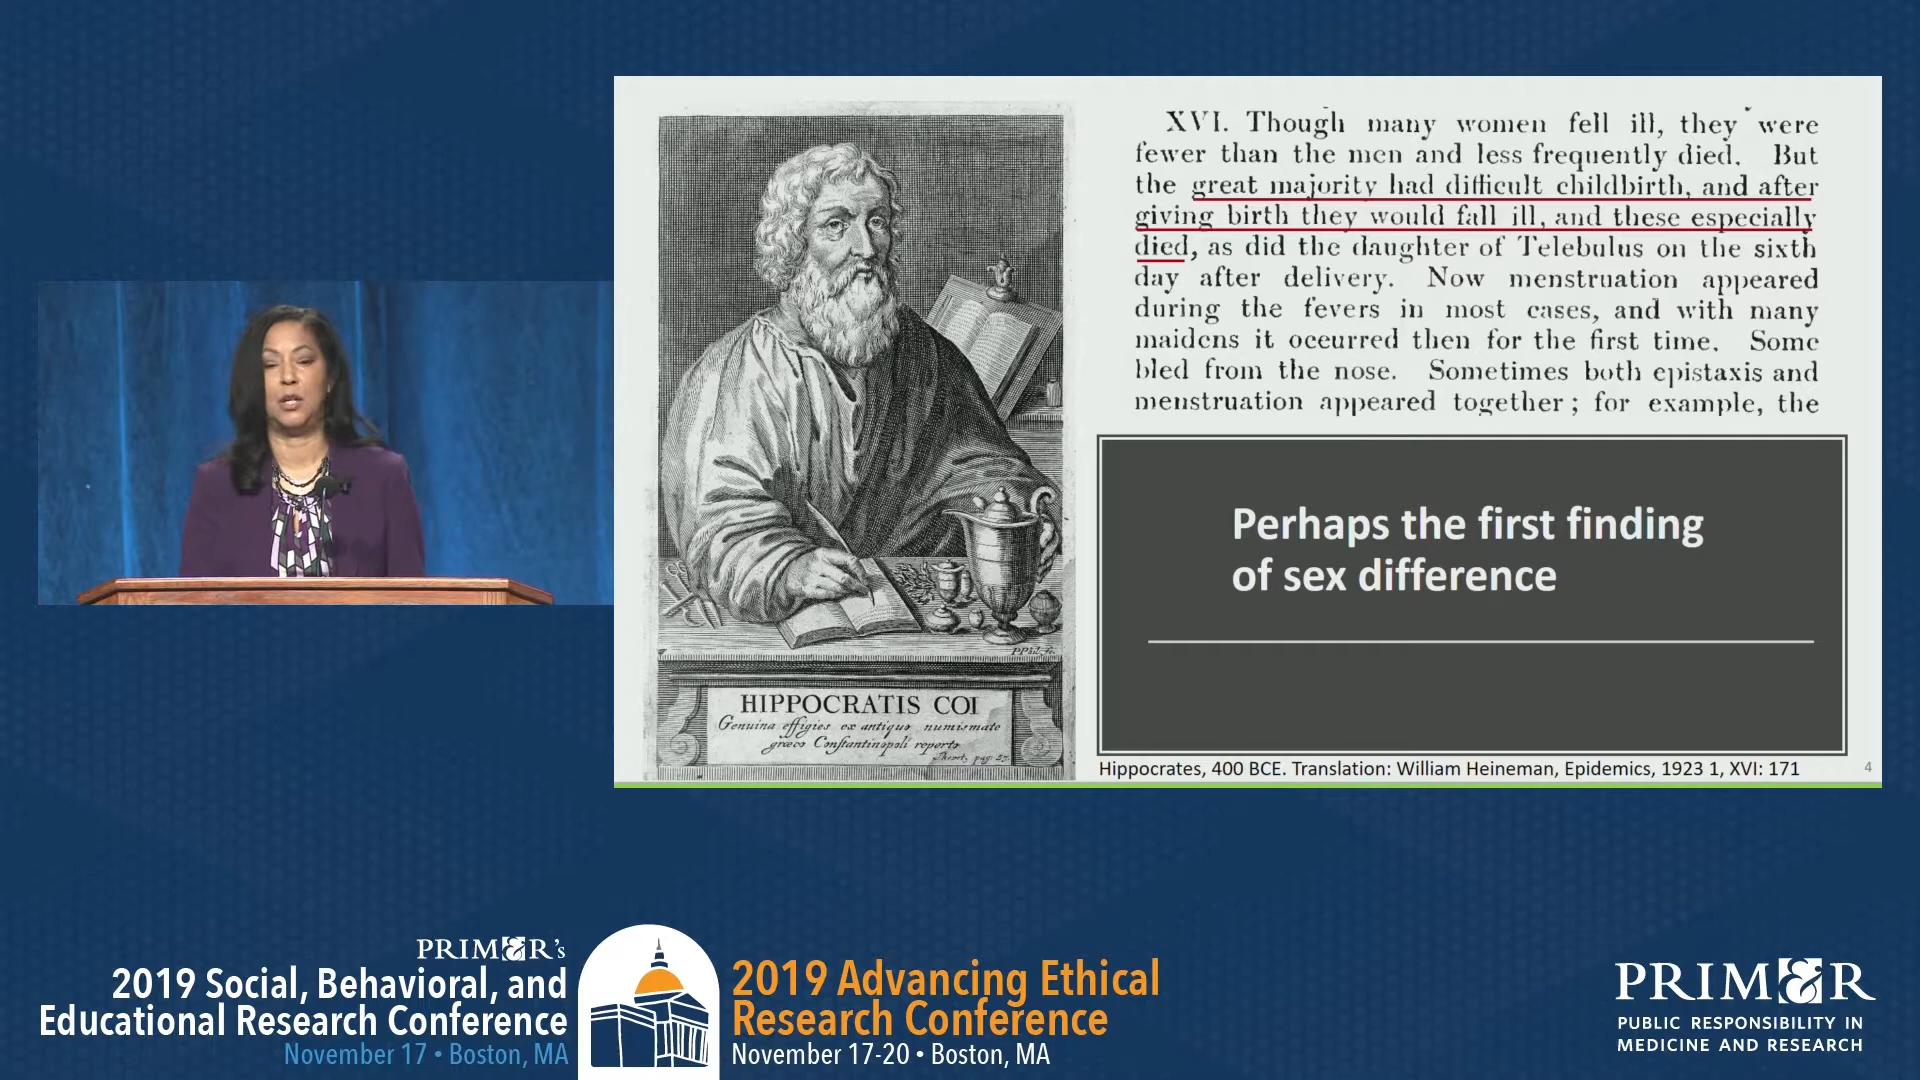 XVI. Though many women fell ill, they were
fewer than the men and less frequently died. But
the great majority had difficult childbirth, and after
giving birth they would fall ill, and these especially
died, as did the daughter of Telebulus on the sixth
day after delivery. Now menstruation appeared
during the fevers in most cases, and with many
maidens it occurred then for the first time. Some
bled from the nose. Sometimes both epistaxis and
menstruation appeared together; for example, the
Perhaps the first finding
of sex difference
HIPPOCRATIS COI
Genuina effigies ex antiquo numismate
græco Constantinopoli reperto
Hippocrates, 400 BCE. Translation: William Heineman, Epidemics, 1923 1, XVI: 171
4
PRIM&R's
2019 Social, Behavioral, and
Educational Research Conference
November 17 • Boston, MA
2019 Advancing Ethical
Research Conference
November 17-20 • Boston, MA
PRIM&R
PUBLIC RESPONSIBILITY IN
MEDICINE AND RESEARCH